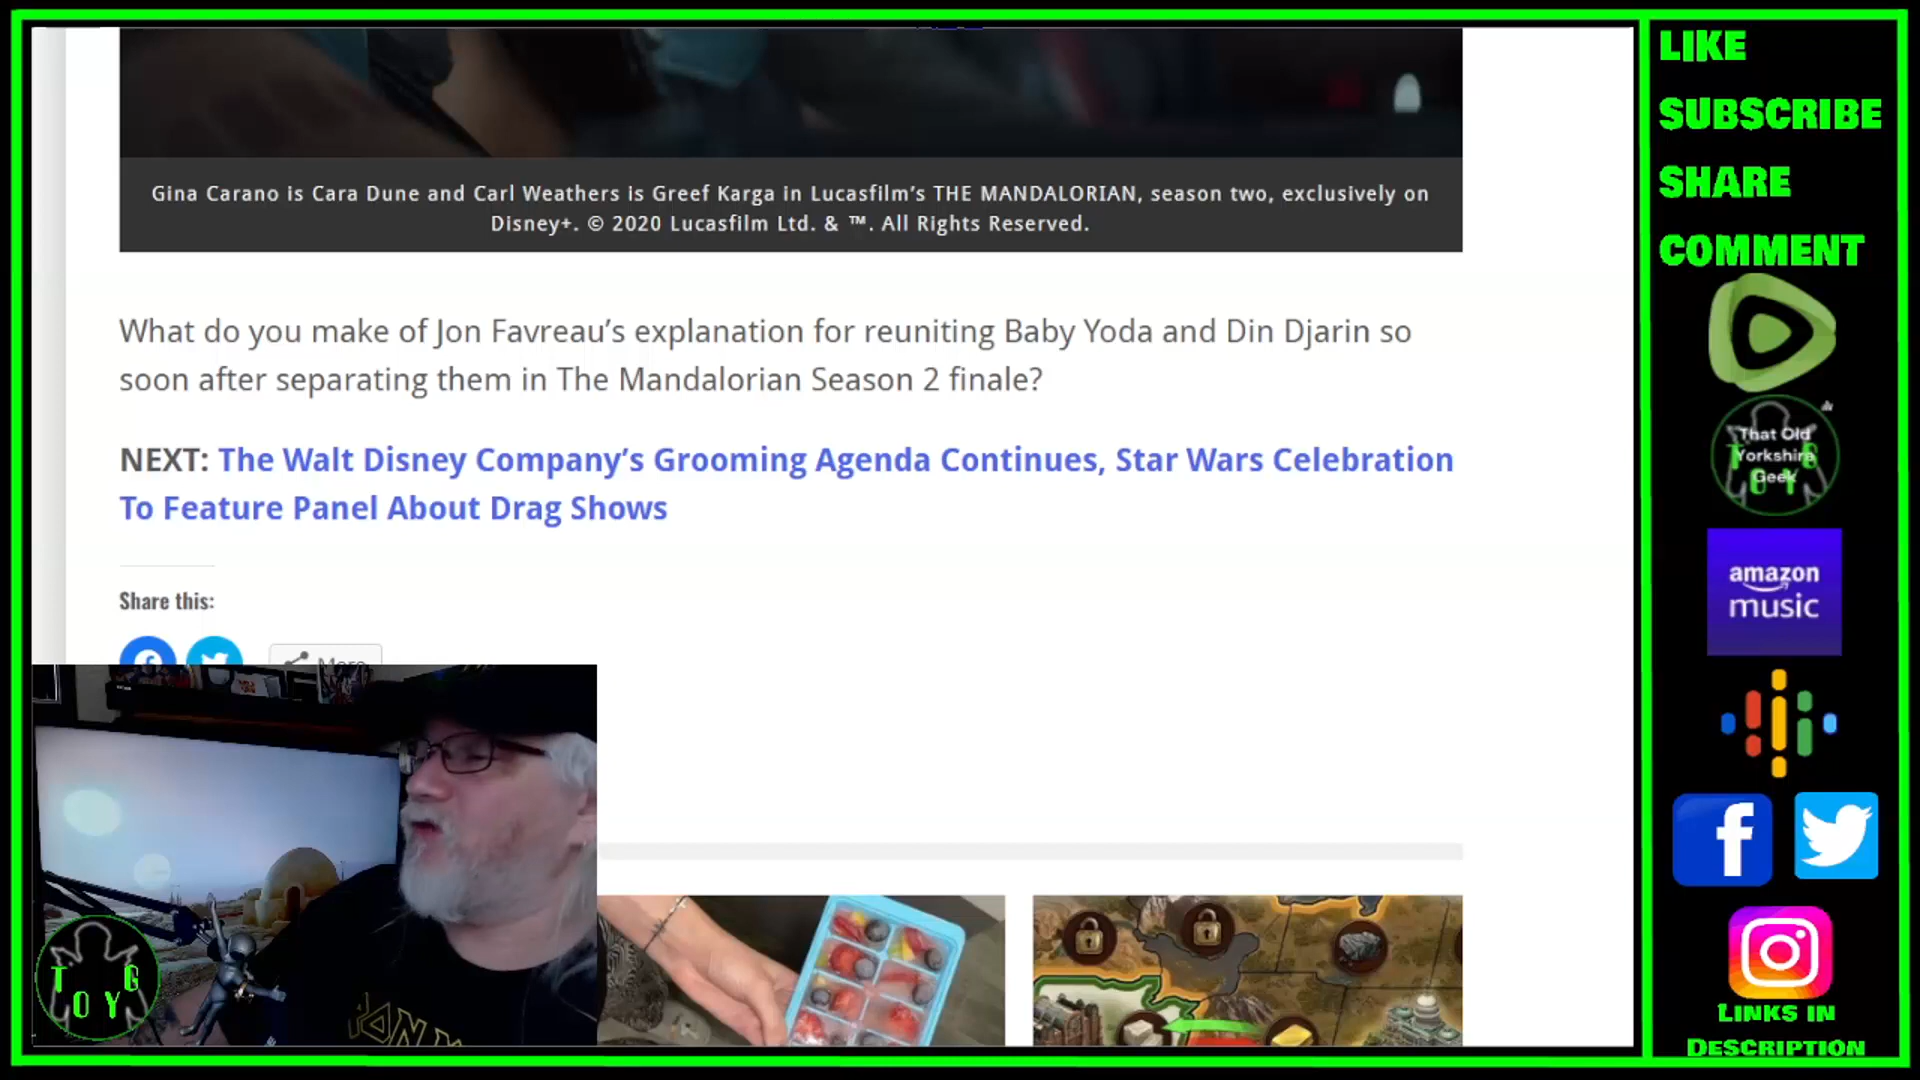 Gina Carano is Cara Dune and Carl Weathers is Greef Karga in Lucasfilm’s THE MANDALORIAN, season two, exclusively on
Disney+. © 2020 Lucasfilm Ltd. & ™. All Rights Reserved.
What do you make of Jon Favreau’s explanation for reuniting Baby Yoda and Din Djarin so
soon after separating them in The Mandalorian Season 2 finale?
NEXT: The Walt Disney Company’s Grooming Agenda Continues, Star Wars Celebration
To Feature Panel About Drag Shows
Share this:
More
T G
O Y
LIKE
SUBSCRIBE
SHARE
COMMENT
That Old
Yorkshire
Geek
amazon
music
LINKS IN
DESCRIPTION